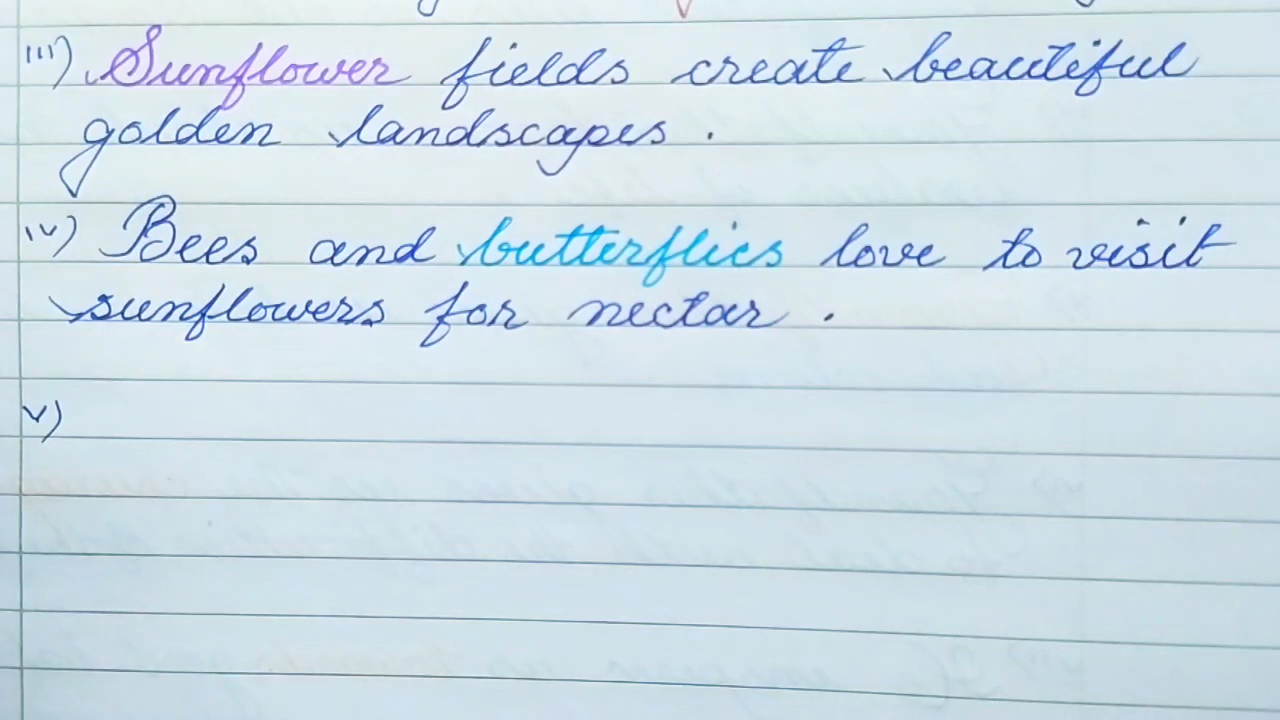 iii) Sunflower fields create beautiful
golden landscapes.
iv) Bees and butterflies love to visit
sunflowers for nectar.
v)